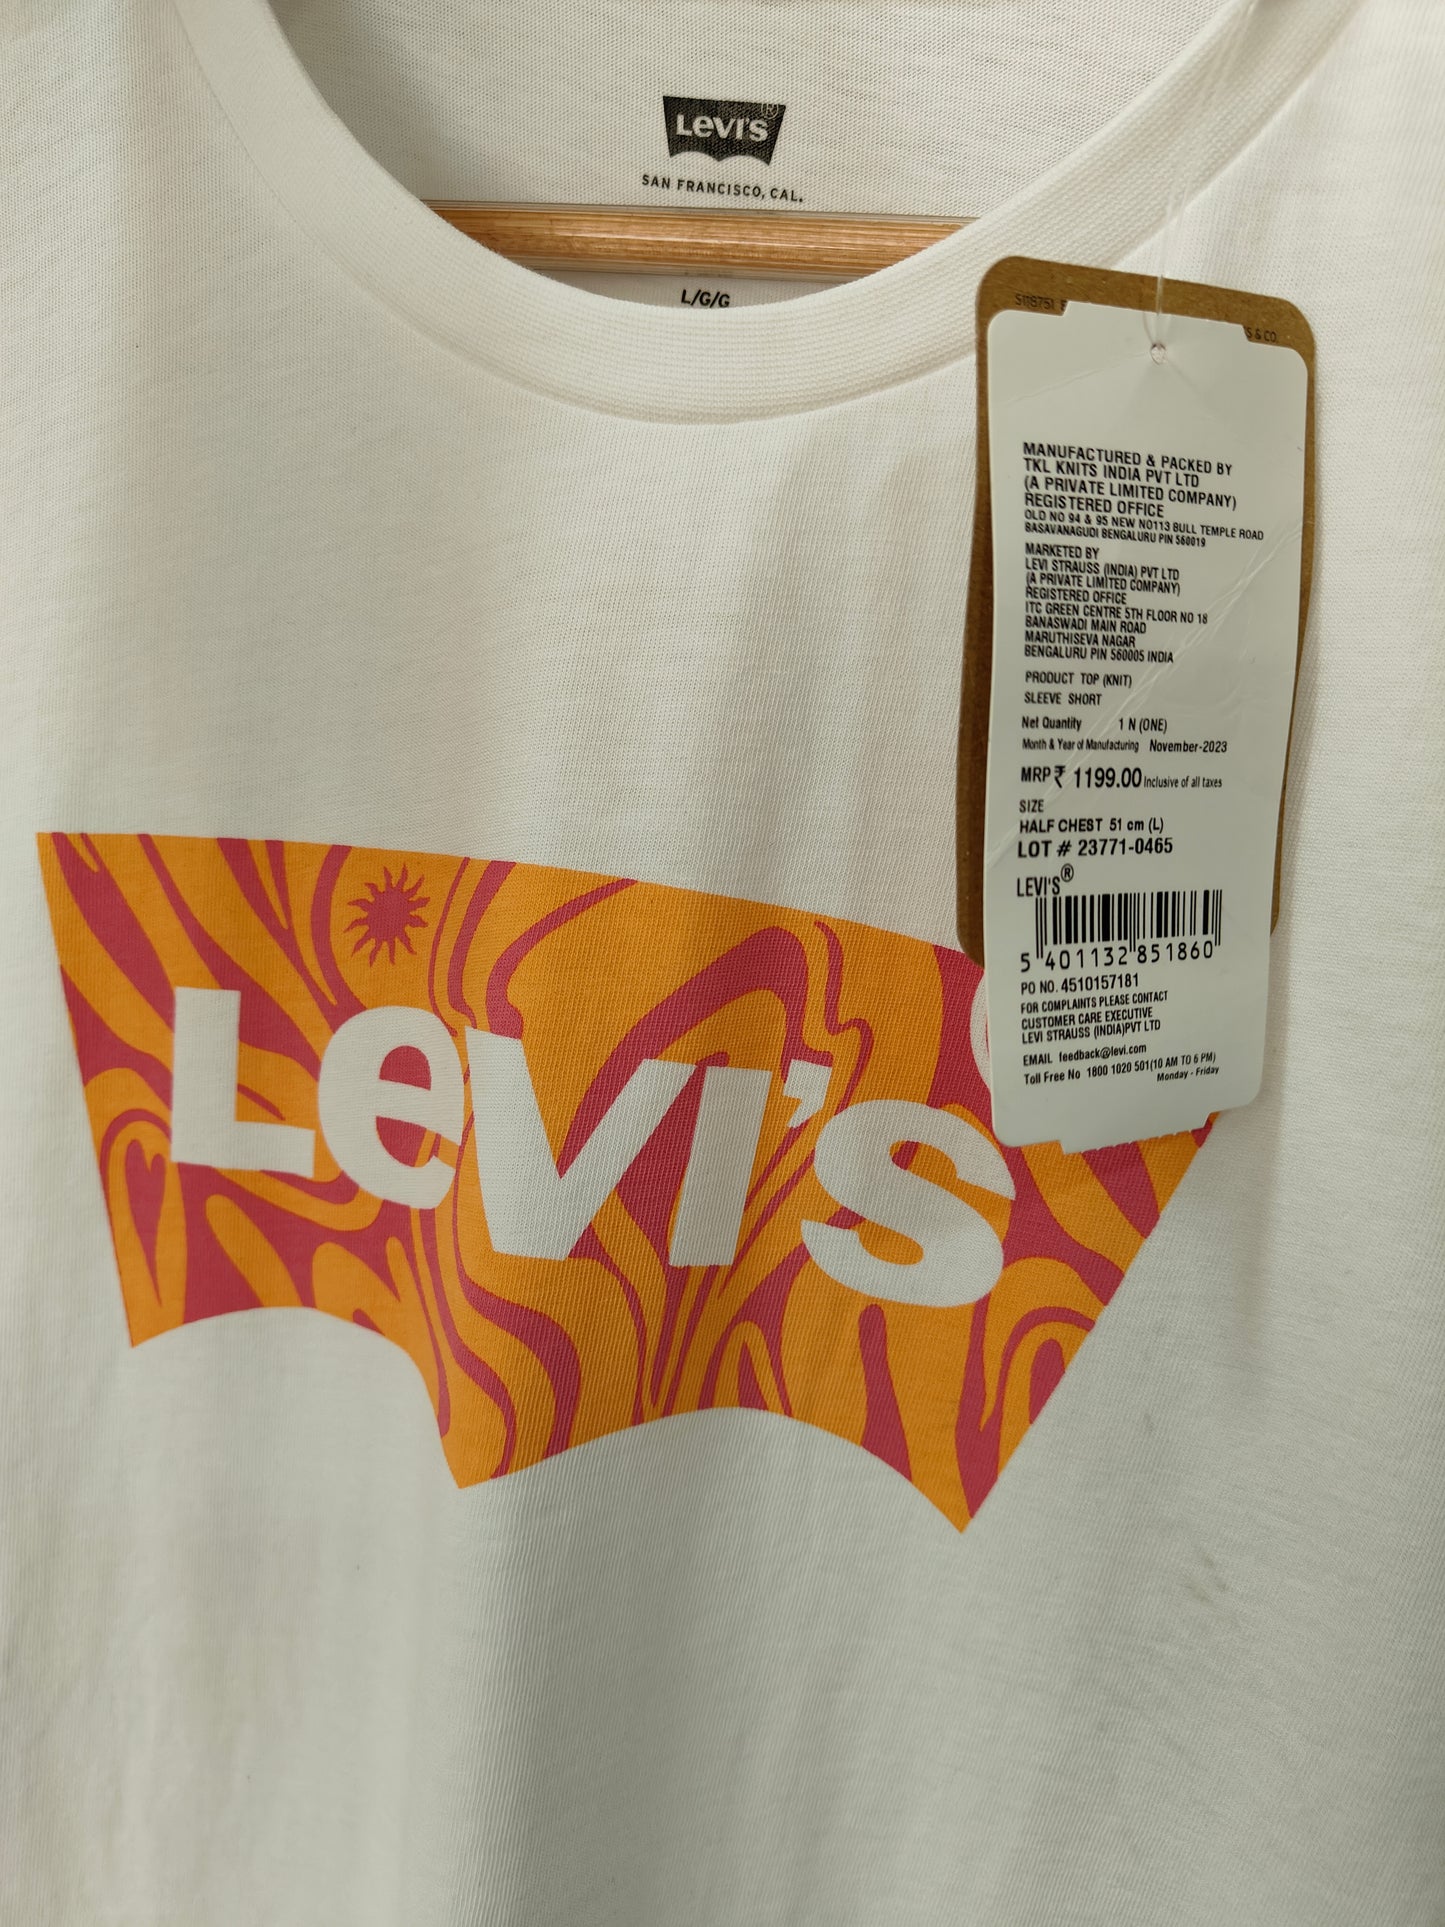 LEVI'S®
SAN FRANCISCO, CAL.
L/G/G
S118751
S & CO
MANUFACTURED & PACKED BY
TKL KNITS INDIA PVT LTD
(A PRIVATE LIMITED COMPANY)
REGISTERED OFFICE
OLD NO 94 & 95 NEW NO113 BULL TEMPLE ROAD
BASAVANAGUDI BENGALURU PIN 560019
MARKETED BY
LEVI STRAUSS (INDIA) PVT LTD
(A PRIVATE LIMITED COMPANY)
REGISTERED OFFICE
ITC GREEN CENTRE 5TH FLOOR NO 18
BANASWADI MAIN ROAD
MARUTHISEVA NAGAR
BENGALURU PIN 560005 INDIA
PRODUCT TOP (KNIT)
SLEEVE SHORT
Net Quantity 1 N (ONE)
Month & Year of Manufacturing November-2023
MRP ₹ 1199.00 Inclusive of all taxes
SIZE
HALF CHEST 51 cm (L)
LOT # 23771-0465
LEVI'S®
5 401132 851860
PO NO. 4510157181
FOR COMPLAINTS PLEASE CONTACT
CUSTOMER CARE EXECUTIVE
LEVI STRAUSS (INDIA)PVT LTD
EMAIL feedback@levi.com
Toll Free No 1800 1020 501(10 AM TO 6 PM)
Monday - Friday
LeVI'S